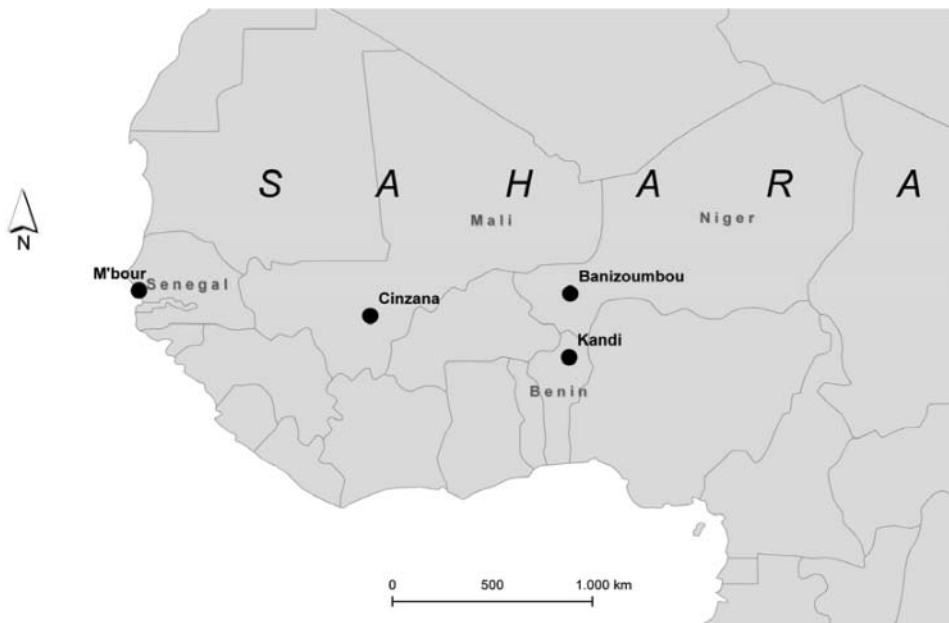 S A H A R A
Mali
Niger
N
M'bour
Senegal
Banizoumbou
Cinzana
Kandi
Benin
0 500 1.000 km